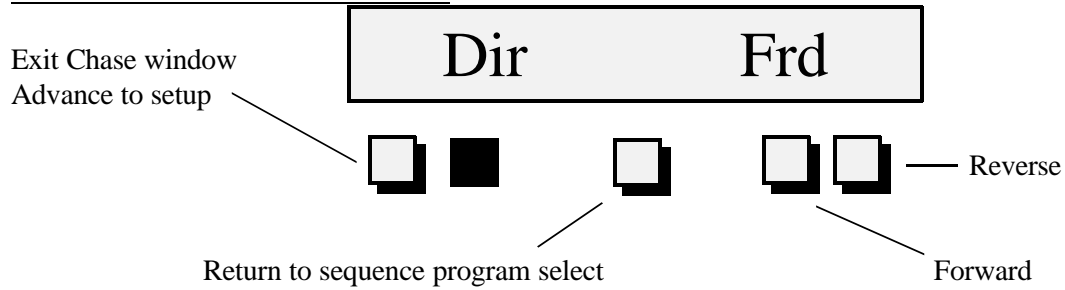 Dir Frd
Exit Chase window
Advance to setup
Reverse
Return to sequence program select
Forward